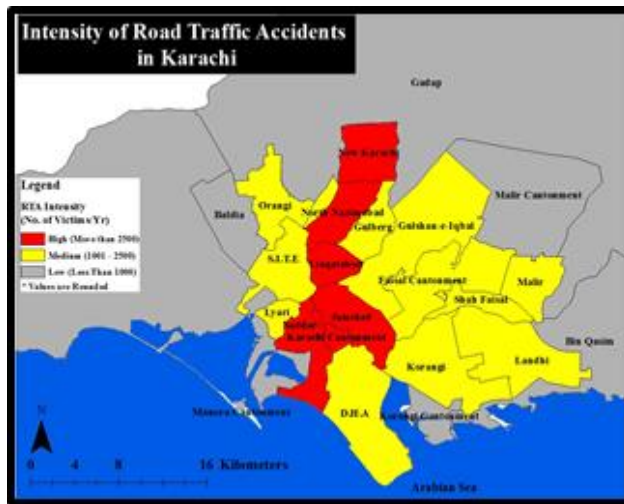 Intensity of Road Traffic Accidents
in Karachi
Gadap
New Karachi
Malir Cantonment
Legend
RTA Intensity
(No. of Victims/Yr)
High (More than 2500)
Medium (1001 - 2500)
Low (Less Than 1000)
* Values are Rounded
Baldia
Orangi
North Nazimabad
Gulberg
Gulshan-e-Iqbal
S.I.T.E
Liaqatabad
Faisal Cantonment
Malir
Shah Faisal
Lyari
Saddar
Jamshed
Karachi Cantonment
Bin Qasim
Korangi
Landhi
Manora Cantonment
D.H.A
Korangi Cantonment
N
0 4 8 16 Kilometers
Arabian Sea